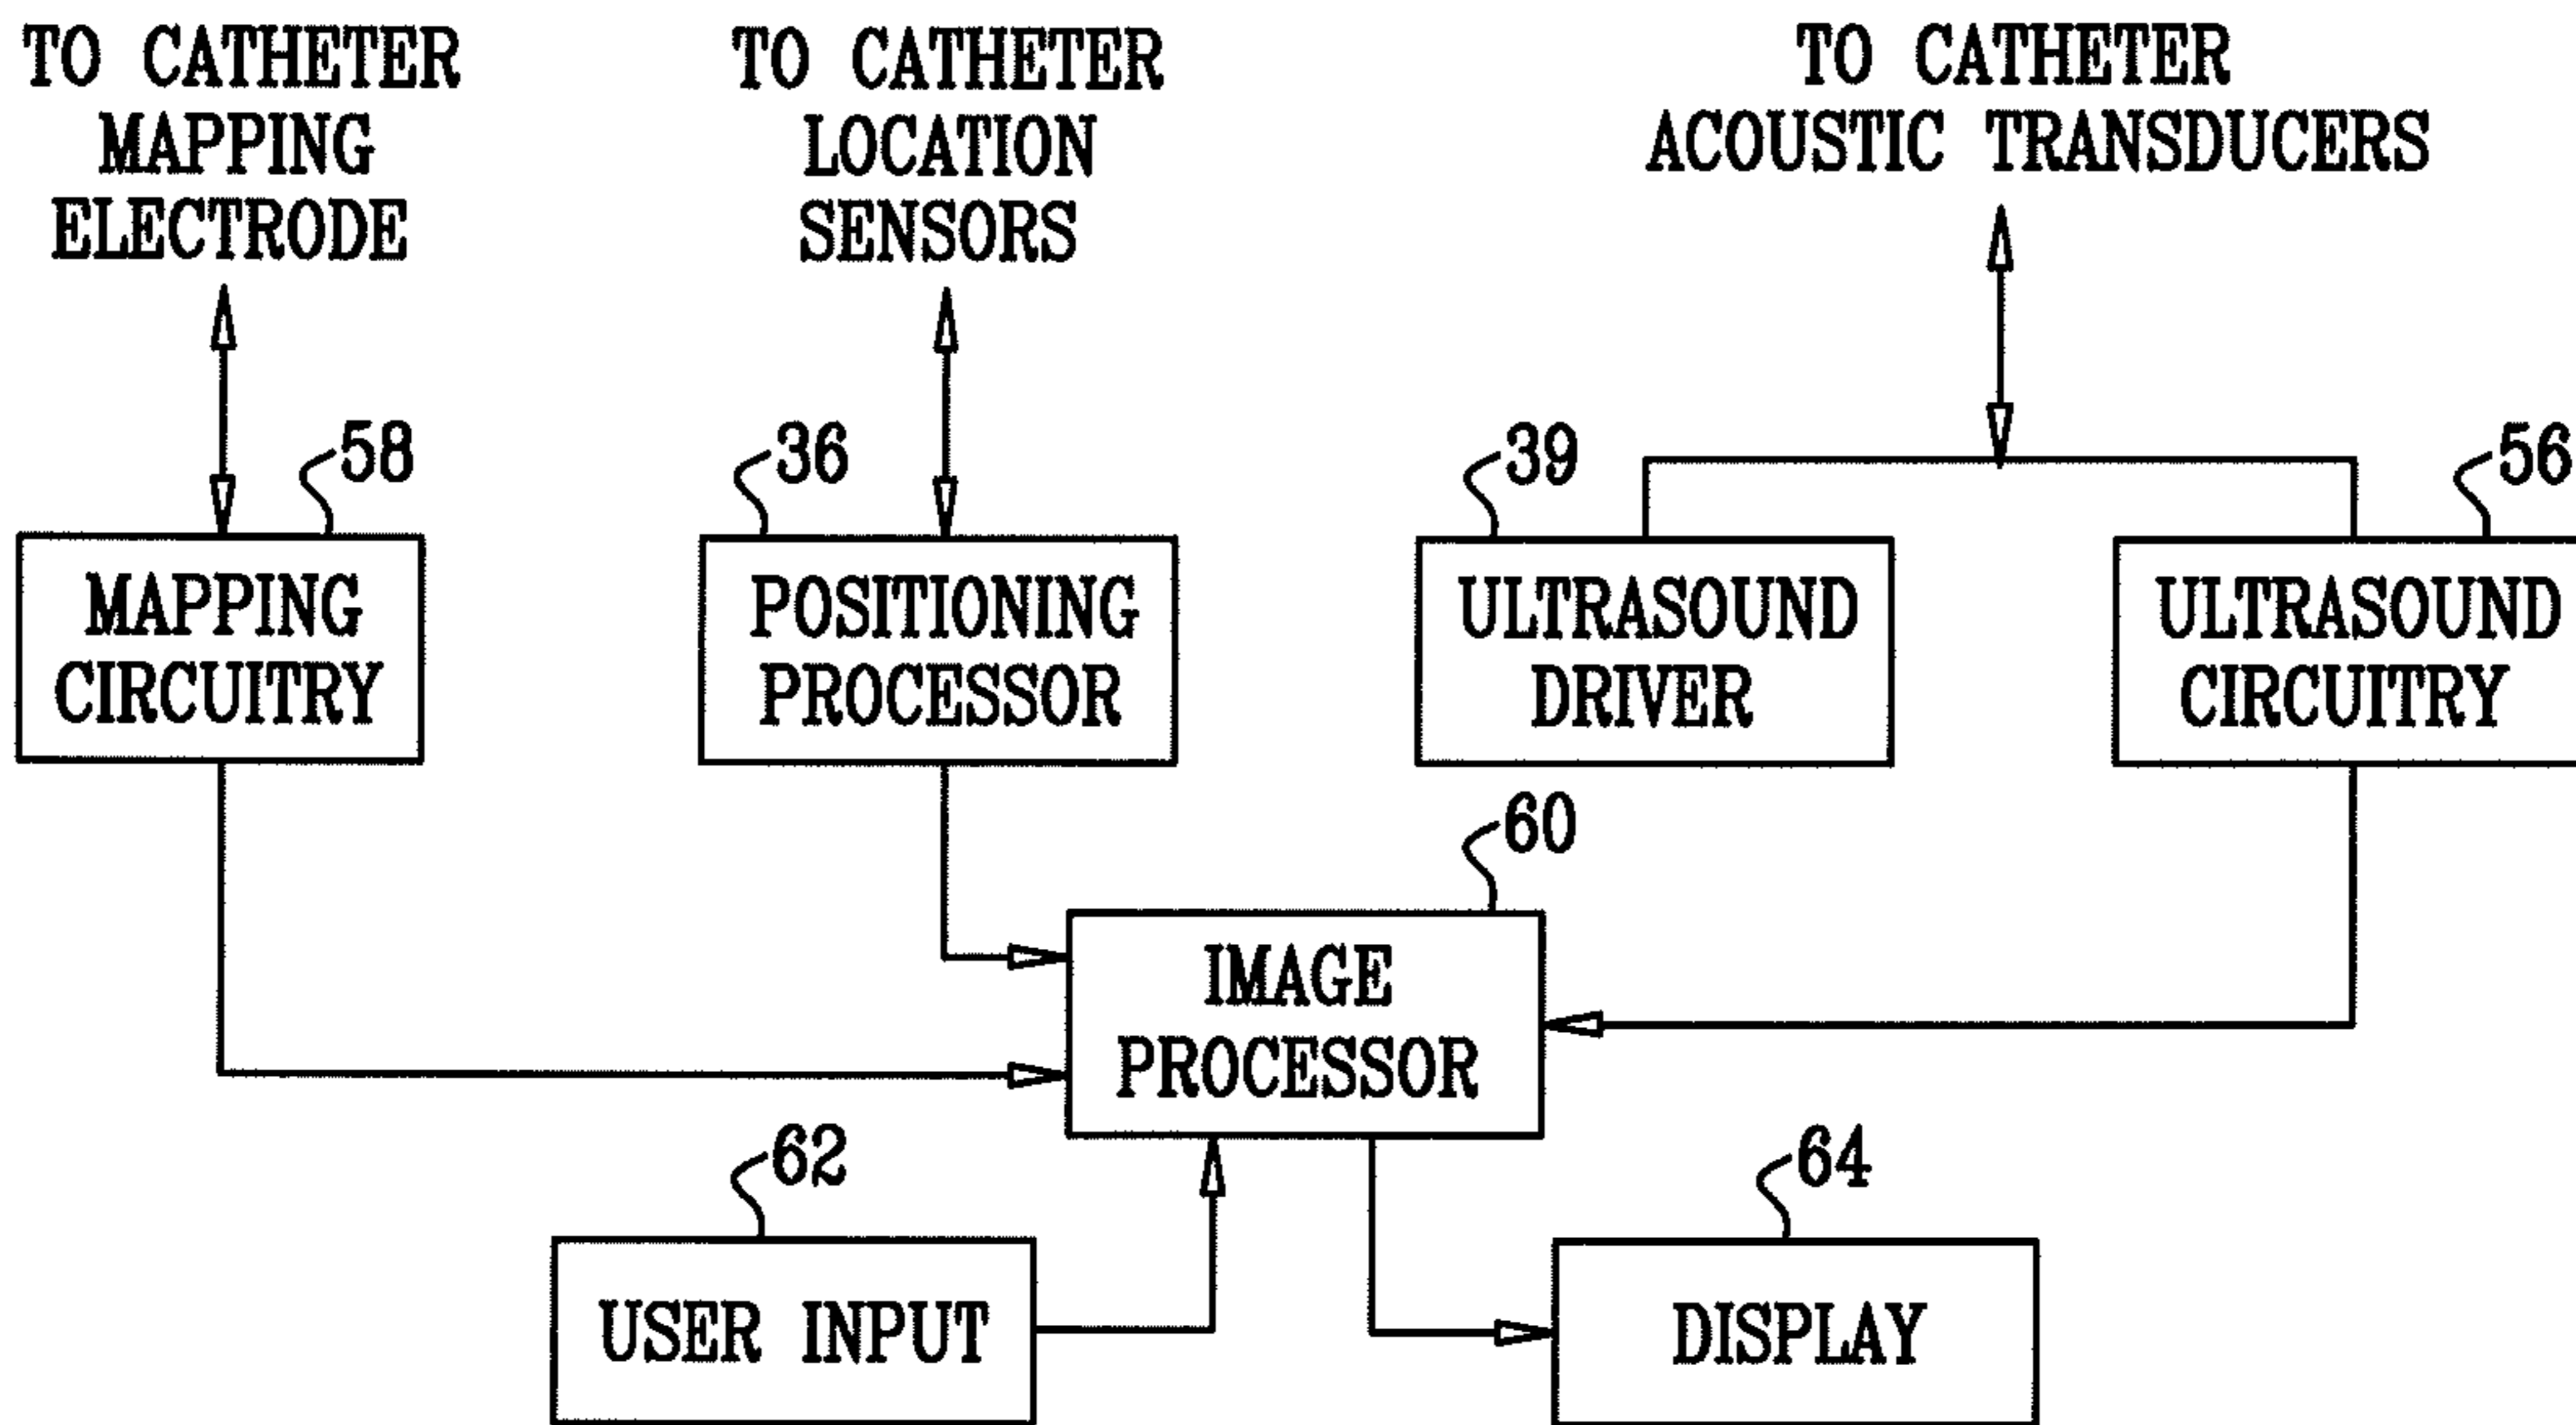 TO CATHETER
MAPPING
ELECTRODE
TO CATHETER
LOCATION
SENSORS
TO CATHETER
ACOUSTIC TRANSDUCERS
58
36
39
56
MAPPING
CIRCUITRY
POSITIONING
PROCESSOR
ULTRASOUND
DRIVER
ULTRASOUND
CIRCUITRY
60
IMAGE
PROCESSOR
62
64
USER INPUT
DISPLAY